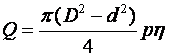 Q = π(D² − d²)/4 pη